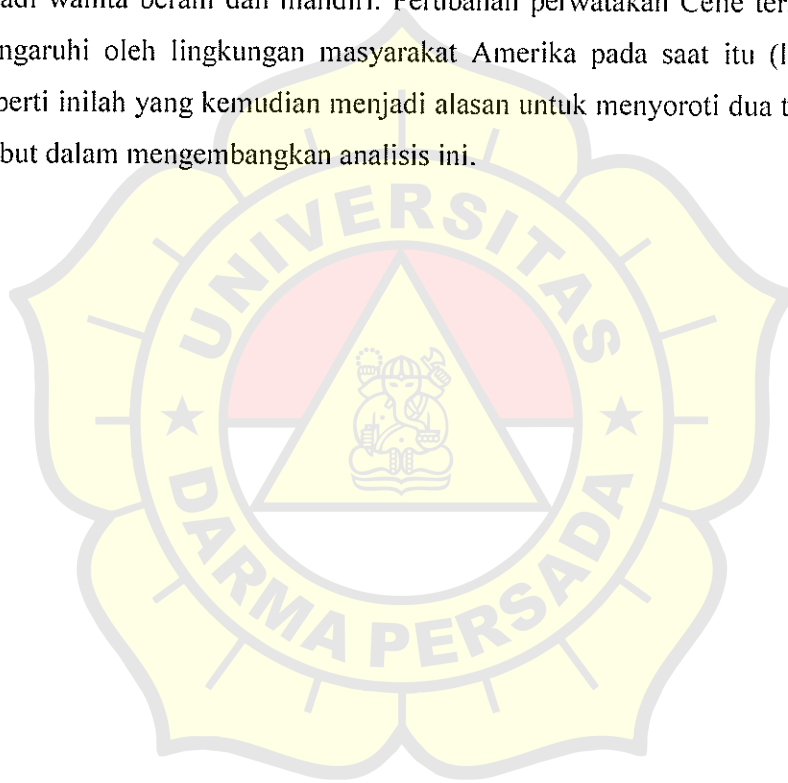 adi wanita berani dan mandiri. Perubahan perwatakan Cene ter
ngaruhi oleh lingkungan masyarakat Amerika pada saat itu (l
perti inilah yang kemudian menjadi alasan untuk menyoroti dua t
but dalam mengembangkan analisis ini.
UNIVERSITAS
DARMA PERSADA